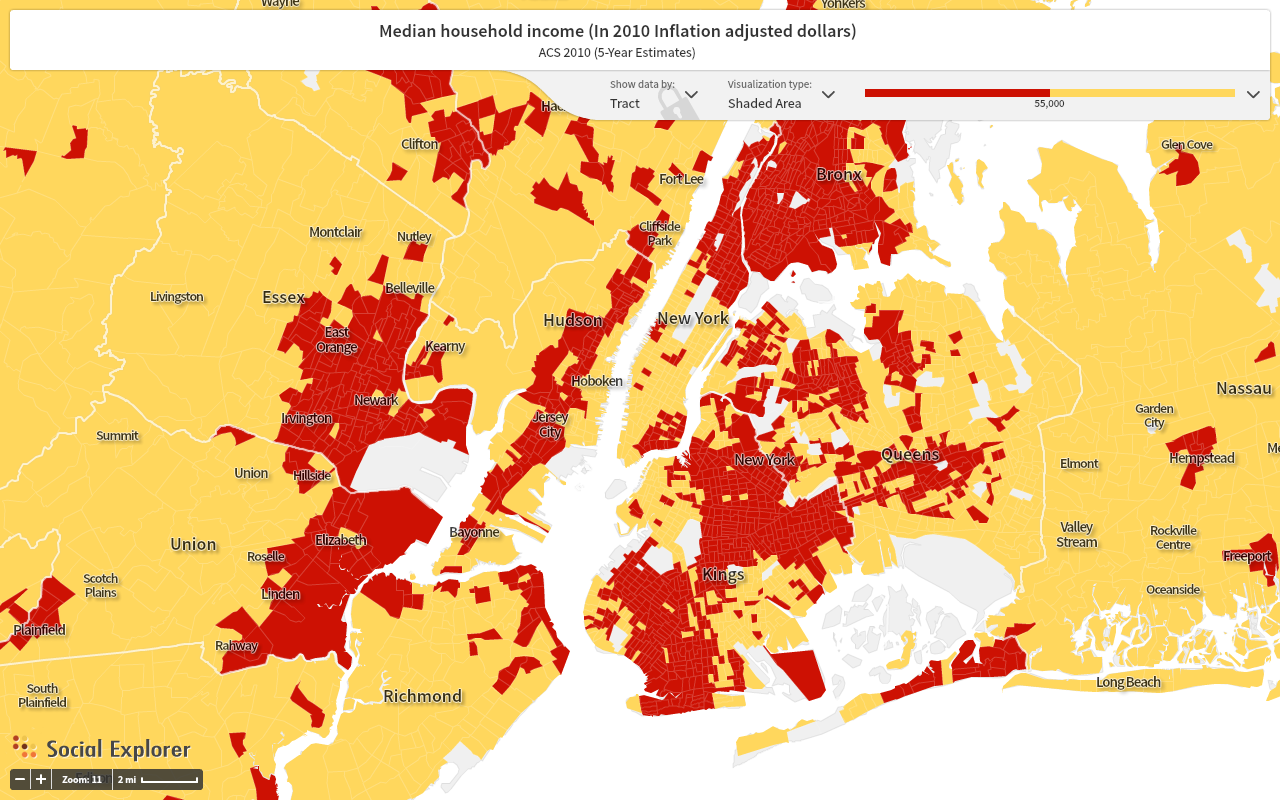 Wayne
Yonkers
Median household income (In 2010 Inflation adjusted dollars)
ACS 2010 (5-Year Estimates)
Show data by:
Tract
Visualization type:
Shaded Area
55,000
Clifton
Glen Cove
Fort Lee
Bronx
Montclair
Nutley
Cliffside
Park
Livingston
Essex
Belleville
Hudson
New York
East
Orange
Kearny
Hoboken
Nassau
Newark
Irvington
Jersey
City
Garden
City
Summit
Union
Hillside
New York
Queens
Elmont
Hempstead
Union
Elizabeth
Bayonne
Valley
Stream
Rockville
Centre
Roselle
Freeport
Scotch
Plains
Linden
Kings
Oceanside
Plainfield
Rahway
South
Plainfield
Richmond
Long Beach
Social Explorer
Zoom: 11
2 mi